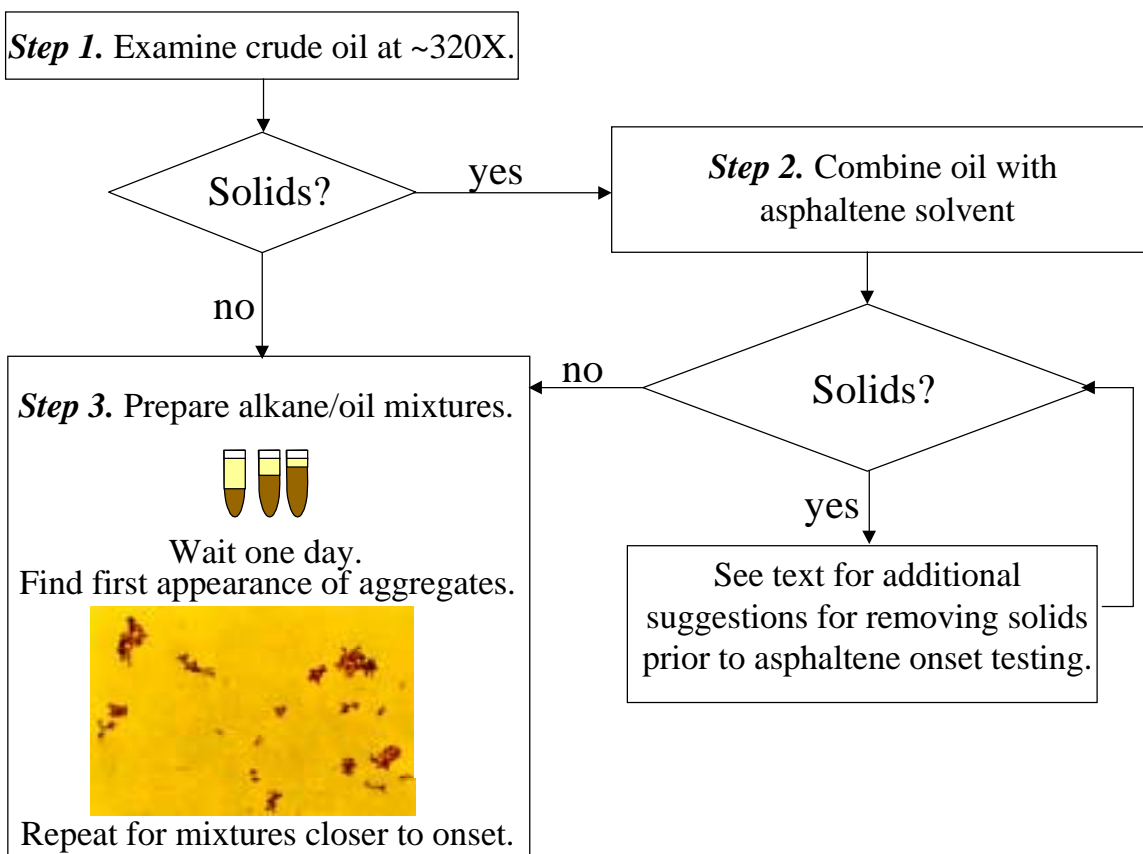 Step 1. Examine crude oil at ~320X.
Solids?
yes
Step 2. Combine oil with
asphaltene solvent
no
Solids?
no
yes
See text for additional
suggestions for removing solids
prior to asphaltene onset testing.
Step 3. Prepare alkane/oil mixtures.
Wait one day.
Find first appearance of aggregates.
Repeat for mixtures closer to onset.